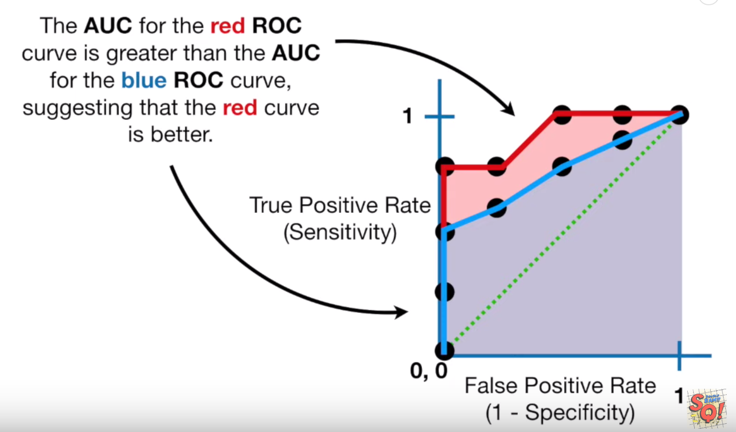 The AUC for the red ROC
curve is greater than the AUC
for the blue ROC curve,
suggesting that the red curve
is better.
1
True Positive Rate
(Sensitivity)
0, 0
False Positive Rate
(1 - Specificity)
1
SO!